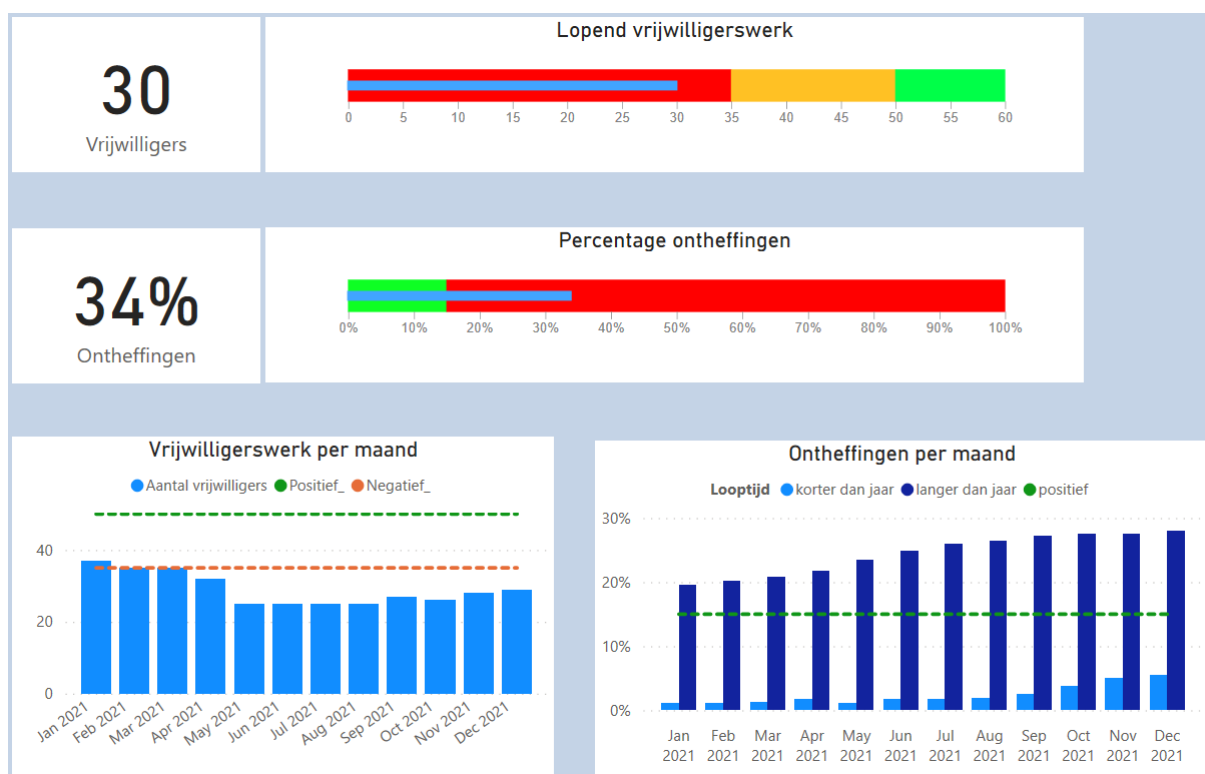 30
Vrijwilligers
Lopend vrijwilligerswerk
0 5 10 15 20 25 30 35 40 45 50 55 60
34%
Ontheffingen
Percentage ontheffingen
0% 10% 20% 30% 40% 50% 60% 70% 80% 90% 100%
Vrijwilligerswerk per maand
Aantal vrijwilligers Positief_ Negatief_
40
20
0
Jan 2021 Feb 2021 Mar 2021 Apr 2021 May 2021 Jun 2021 Jul 2021 Aug 2021 Sep 2021 Oct 2021 Nov 2021 Dec 2021
Ontheffingen per maand
Looptijd korter dan jaar langer dan jaar positief
30%
20%
10%
0%
Jan Feb Mar Apr May Jun Jul Aug Sep Oct Nov Dec
2021 2021 2021 2021 2021 2021 2021 2021 2021 2021 2021 2021